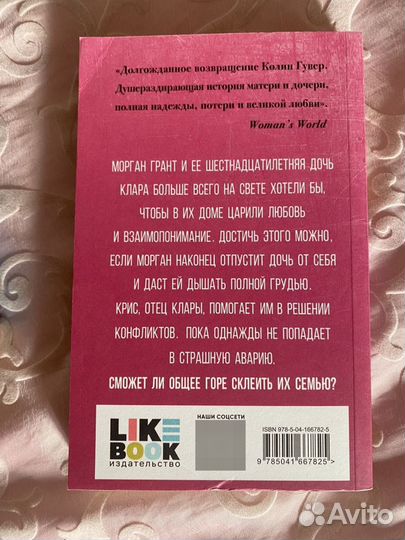 «Долгожданное возвращение Колин Гувер.
Душераздирающая история матери и дочери,
полная надежды, потери и великой любви».
Woman's World
МОРГАН ГРАНТ И ЕЕ ШЕСТНАДЦАТИЛЕТНЯЯ ДОЧЬ
КЛАРА БОЛЬШЕ ВСЕГО НА СВЕТЕ ХОТЕЛИ БЫ,
ЧТОБЫ В ИХ ДОМЕ ЦАРИЛИ ЛЮБОВЬ
И ВЗАИМОПОНИМАНИЕ. ДОСТИЧЬ ЭТОГО МОЖНО,
ЕСЛИ МОРГАН НАКОНЕЦ ОТПУСТИТ ДОЧЬ ОТ СЕБЯ
И ДАСТ ЕЙ ДЫШАТЬ ПОЛНОЙ ГРУДЬЮ.
КРИС, ОТЕЦ КЛАРЫ, ПОМОГАЕТ ИМ В РЕШЕНИИ
КОНФЛИКТОВ. ПОКА ОДНАЖДЫ НЕ ПОПАДАЕТ
В СТРАШНУЮ АВАРИЮ.
СМОЖЕТ ЛИ ОБЩЕЕ ГОРЕ СКЛЕИТЬ ИХ СЕМЬЮ?
LIKE
BOOK
ИЗДАТЕЛЬСТВО
НАШИ СОЦСЕТИ
ISBN 978-5-04-166782-5
9 785041 667825>
Avito